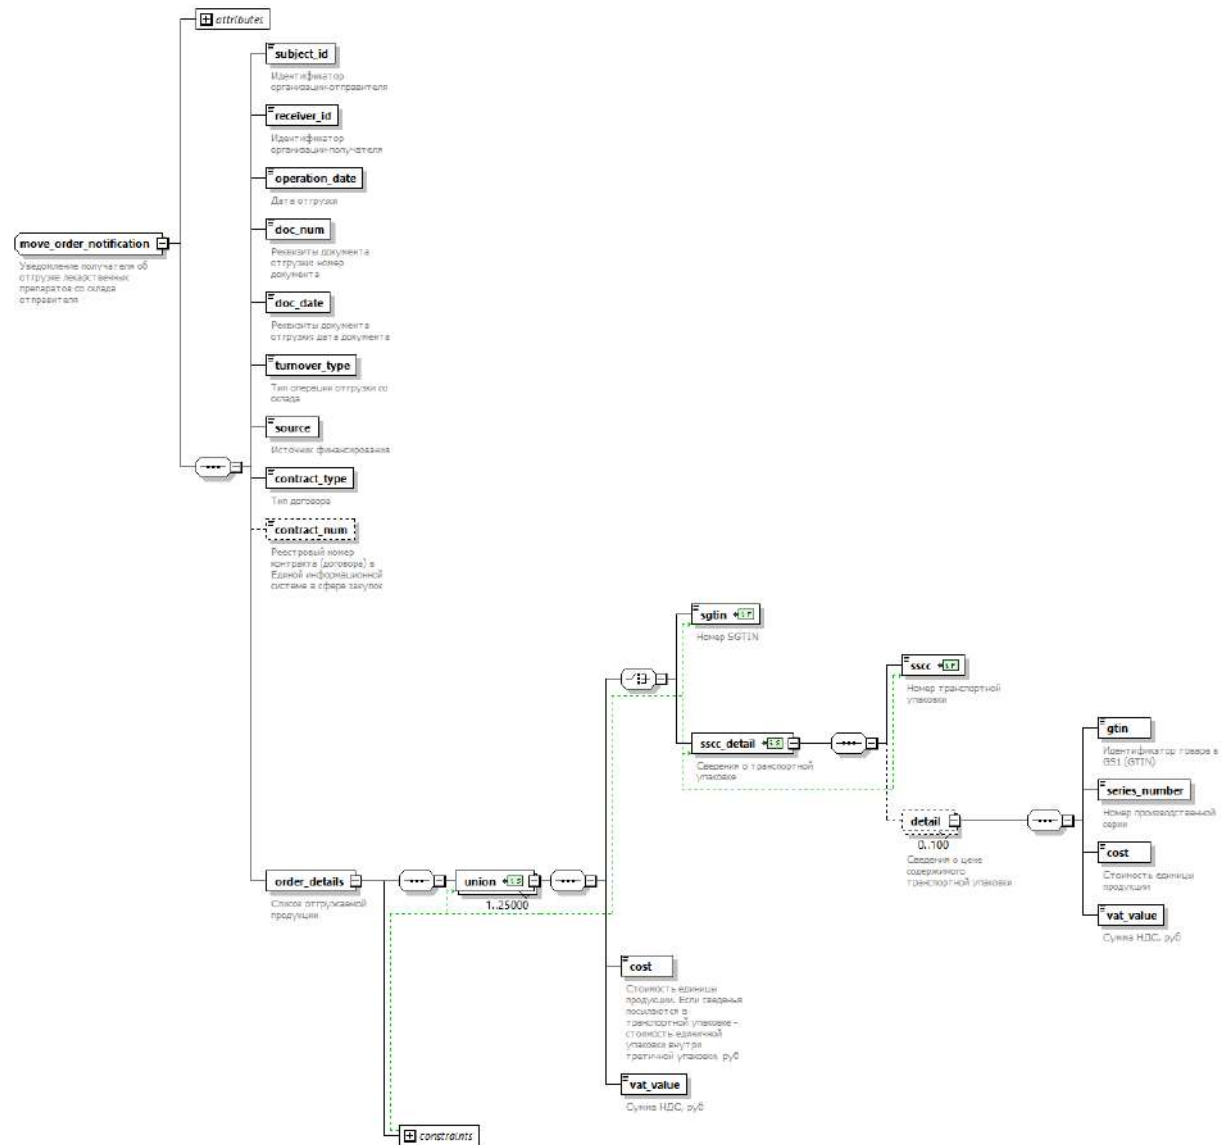 attributes
subject_id
Идентификатор
организации-отправителя
receiver_id
Идентификатор
организации-получателя
operation_date
Дата отгрузки
doc_num
Реквизиты документа
отгрузки: номер
документа
move_order_notification
Уведомление получателя об
отгрузке лекарственных
препаратов со склада
отправителя
doc_date
Реквизиты документа
отгрузки: дата документа
turnover_type
Тип операции отгрузки со
склада
source
Источник финансирования
contract_type
Тип договора
contract_num
Реестровый номер
контракта (договора) в
Единой информационной
системе в сфере закупок
sgtin
Номер SGTIN
sscc
Номер транспортной
упаковки
sscc_detail
Сведения о транспортной
упаковке
gtin
Идентификатор товара в
GS1 (GTIN)
series_number
Номер производственной
серии
detail
0..100
Сведения о цене
содержимого
транспортной упаковки
cost
Стоимость единицы
продукции
vat_value
Сумма НДС, руб
order_details
Список отгружаемой
продукции
union
1..25000
cost
Стоимость единицы
продукции. Если сведенья
посылаются в
транспортной упаковке -
стоимость единичной
упаковки внутри
третичной упаковки, руб
vat_value
Сумма НДС, руб
constraints